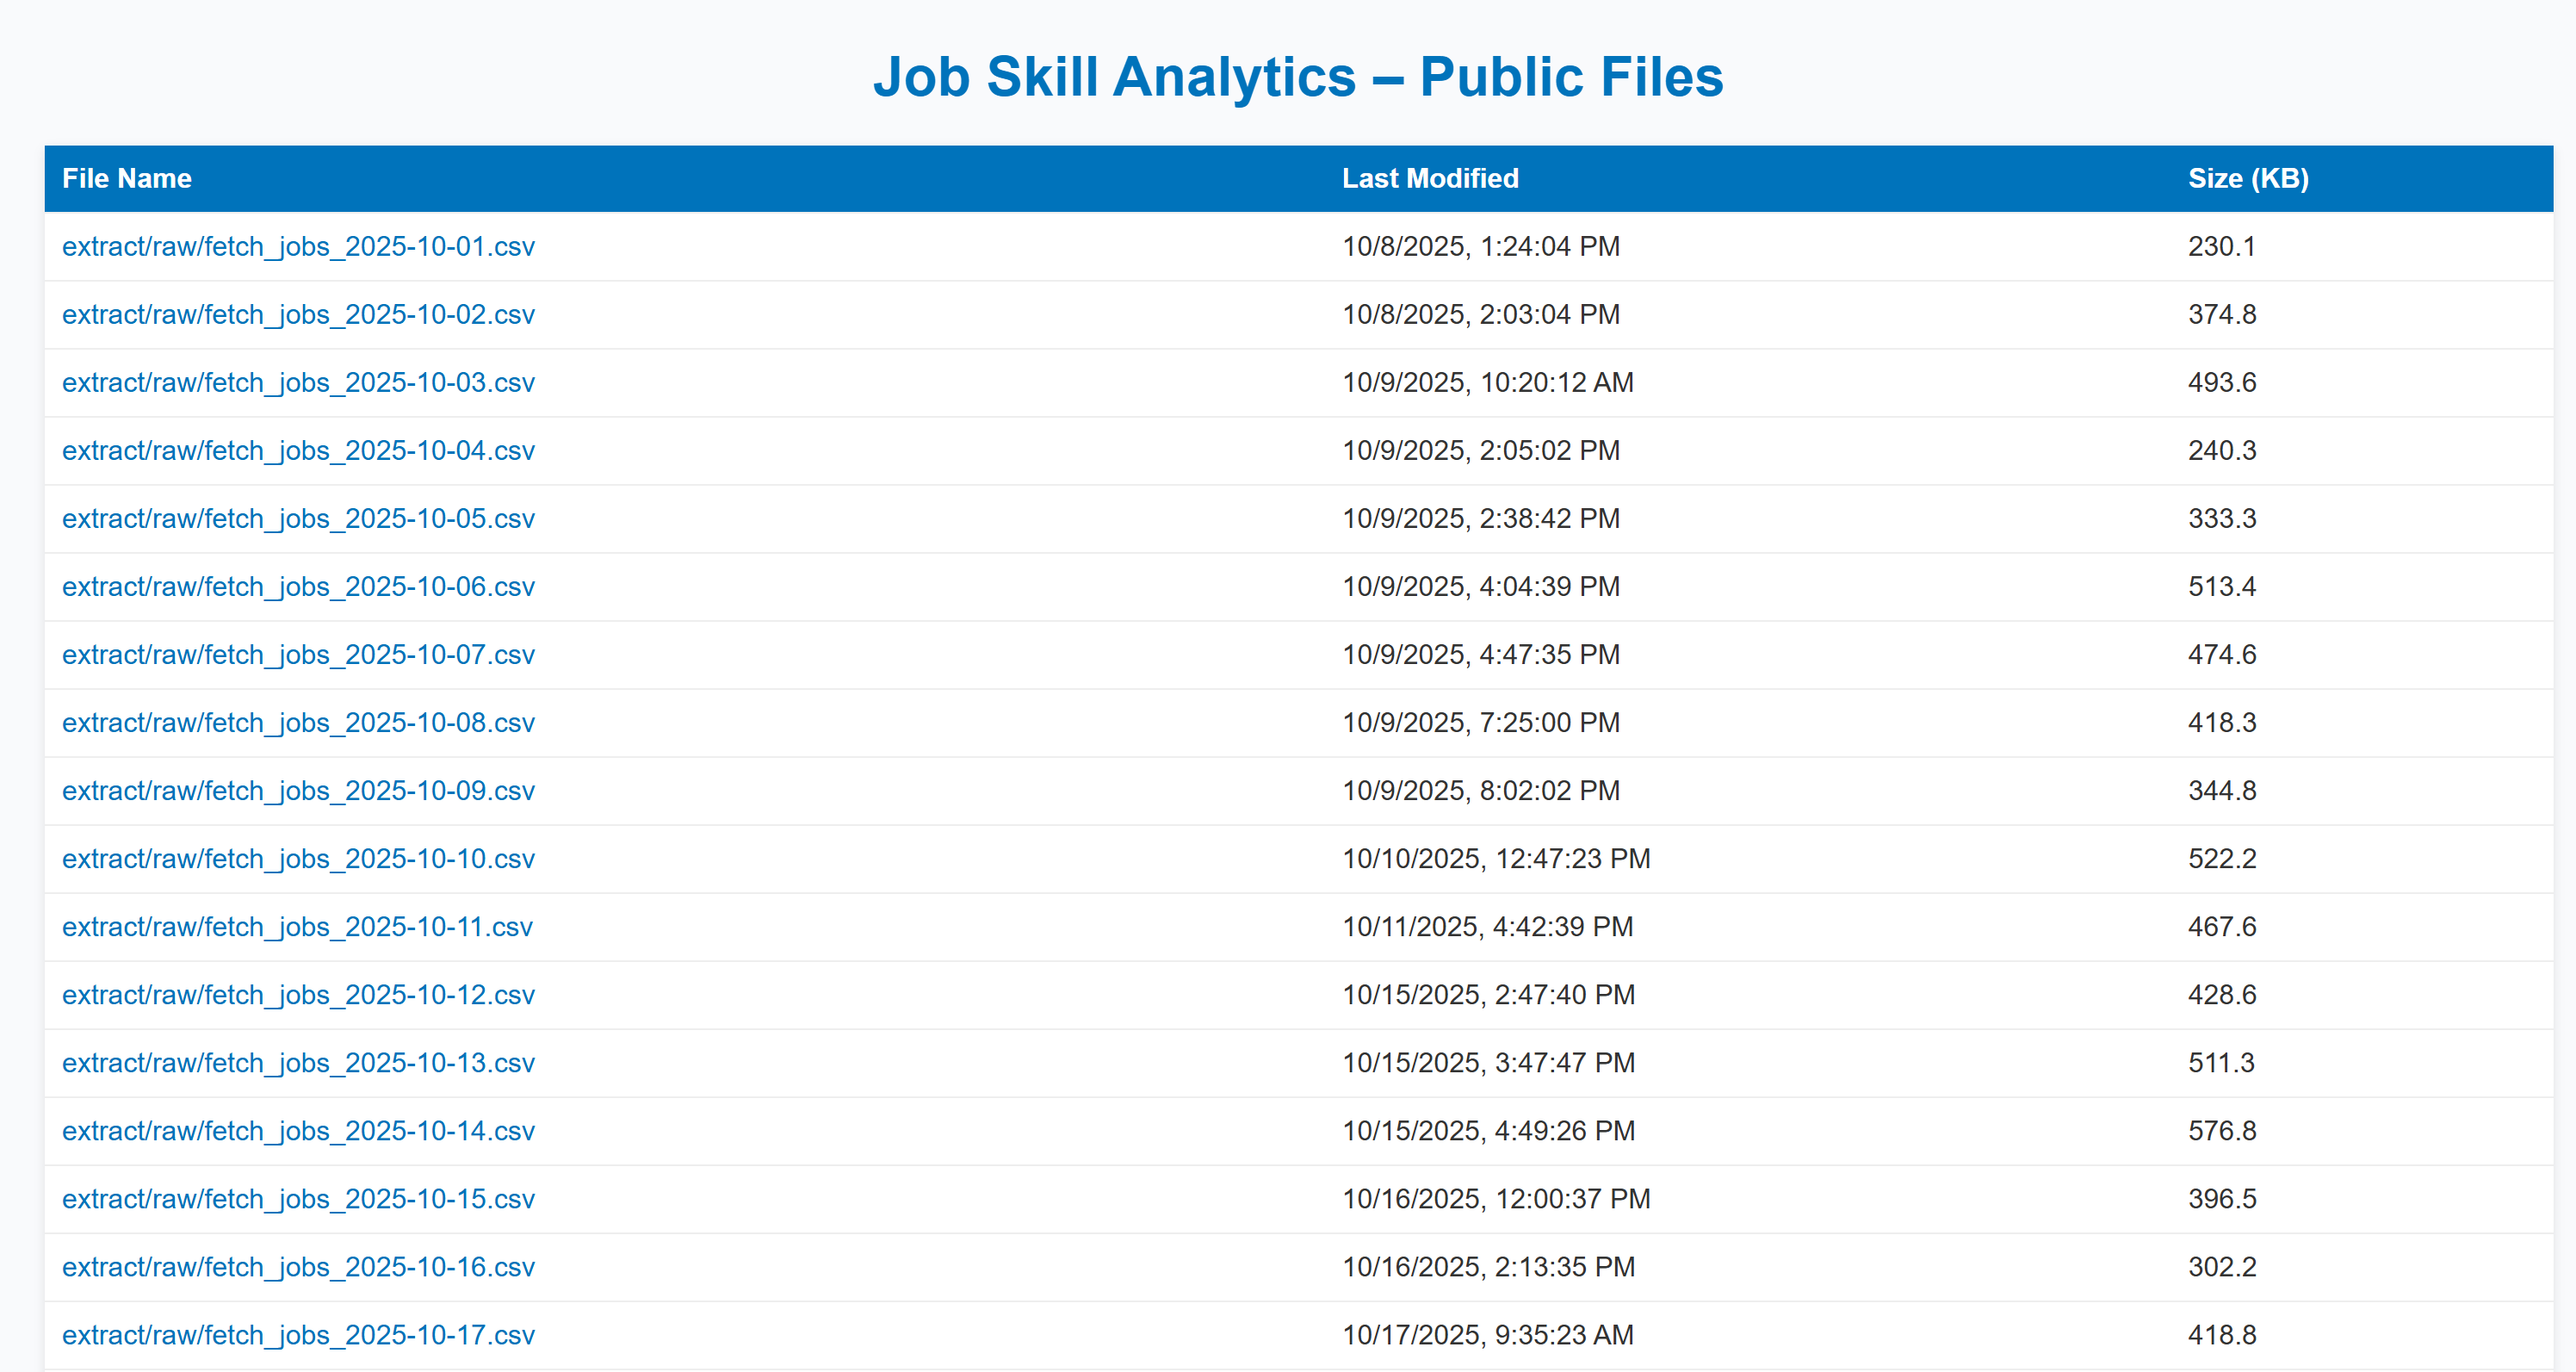 Job Skill Analytics – Public Files
File Name Last Modified Size (KB)
extract/raw/fetch_jobs_2025-10-01.csv 10/8/2025, 1:24:04 PM 230.1
extract/raw/fetch_jobs_2025-10-02.csv 10/8/2025, 2:03:04 PM 374.8
extract/raw/fetch_jobs_2025-10-03.csv 10/9/2025, 10:20:12 AM 493.6
extract/raw/fetch_jobs_2025-10-04.csv 10/9/2025, 2:05:02 PM 240.3
extract/raw/fetch_jobs_2025-10-05.csv 10/9/2025, 2:38:42 PM 333.3
extract/raw/fetch_jobs_2025-10-06.csv 10/9/2025, 4:04:39 PM 513.4
extract/raw/fetch_jobs_2025-10-07.csv 10/9/2025, 4:47:35 PM 474.6
extract/raw/fetch_jobs_2025-10-08.csv 10/9/2025, 7:25:00 PM 418.3
extract/raw/fetch_jobs_2025-10-09.csv 10/9/2025, 8:02:02 PM 344.8
extract/raw/fetch_jobs_2025-10-10.csv 10/10/2025, 12:47:23 PM 522.2
extract/raw/fetch_jobs_2025-10-11.csv 10/11/2025, 4:42:39 PM 467.6
extract/raw/fetch_jobs_2025-10-12.csv 10/15/2025, 2:47:40 PM 428.6
extract/raw/fetch_jobs_2025-10-13.csv 10/15/2025, 3:47:47 PM 511.3
extract/raw/fetch_jobs_2025-10-14.csv 10/15/2025, 4:49:26 PM 576.8
extract/raw/fetch_jobs_2025-10-15.csv 10/16/2025, 12:00:37 PM 396.5
extract/raw/fetch_jobs_2025-10-16.csv 10/16/2025, 2:13:35 PM 302.2
extract/raw/fetch_jobs_2025-10-17.csv 10/17/2025, 9:35:23 AM 418.8